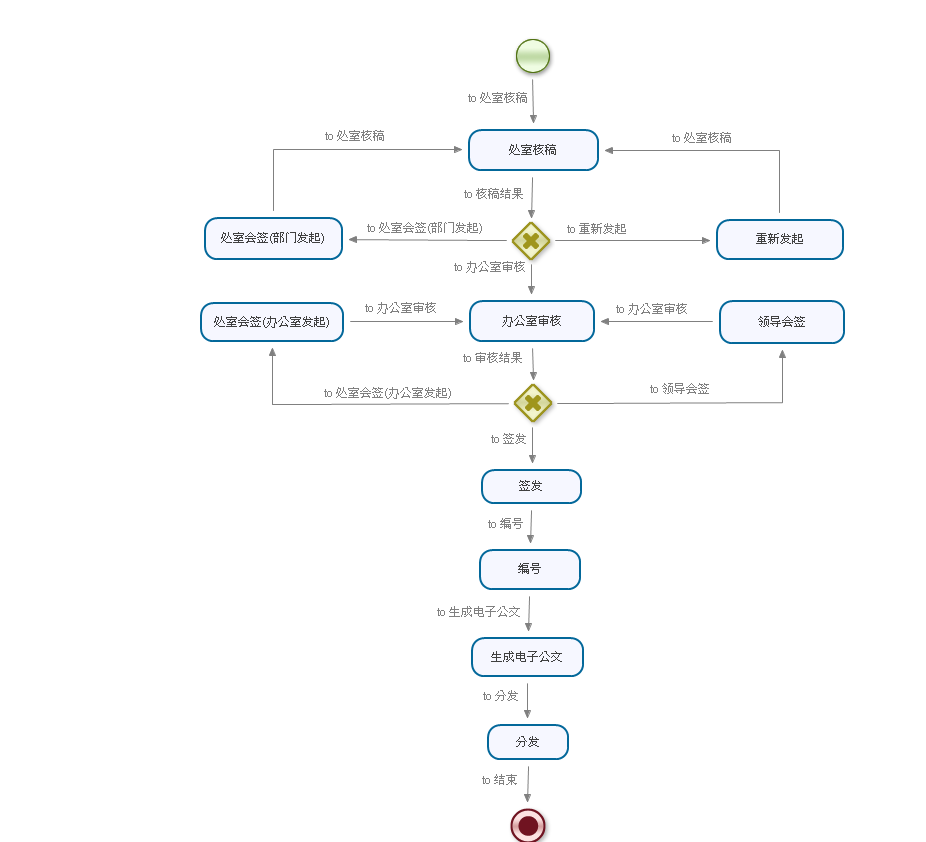 to 处室核稿
to 处室核稿
to 处室核稿
处室核稿
to 核稿结果
to 处室会签(部门发起)
to 重新发起
处室会签(部门发起)
重新发起
to 办公室审核
to 办公室审核
to 办公室审核
处室会签(办公室发起)
办公室审核
领导会签
to 审核结果
to 处室会签(办公室发起)
to 领导会签
to 签发
签发
to 编号
编号
to 生成电子公文
生成电子公文
to 分发
分发
to 结束